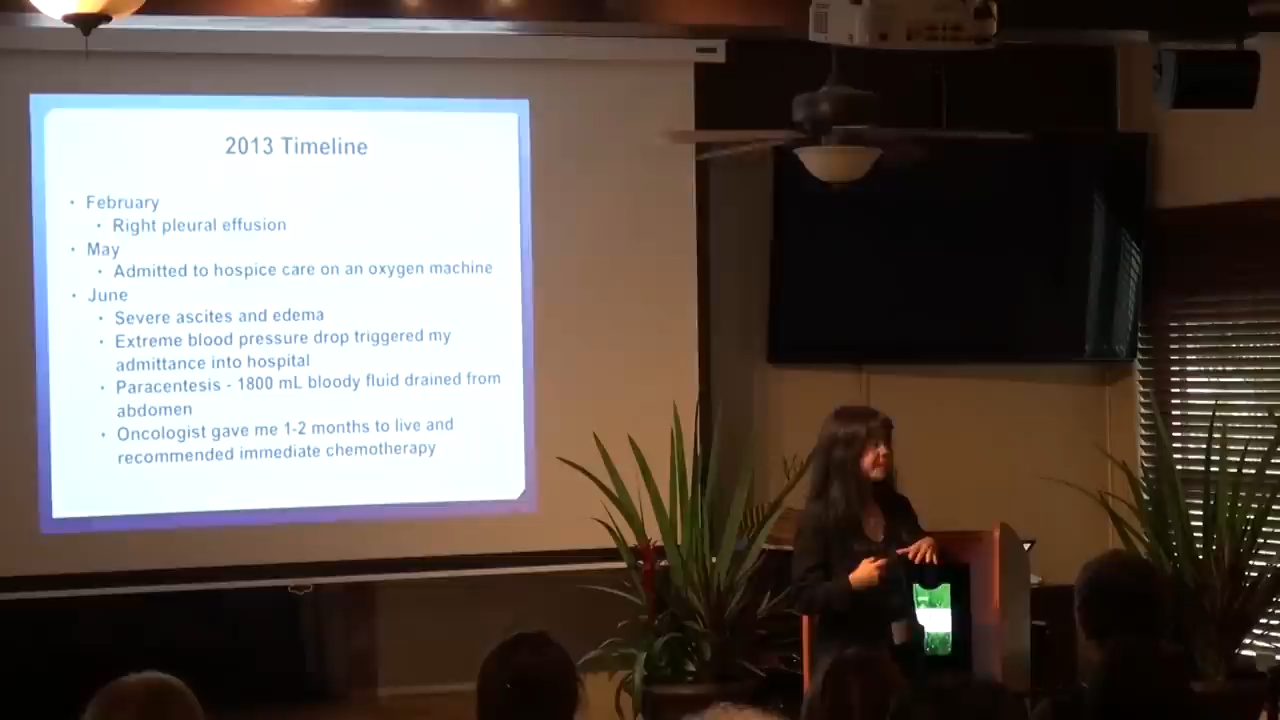 2013 Timeline
• February
• Right pleural effusion
• May
• Admitted to hospice care on an oxygen machine
• June
• Severe ascites and edema
• Extreme blood pressure drop triggered my
admittance into hospital
• Paracentesis - 1800 mL bloody fluid drained from
abdomen
• Oncologist gave me 1-2 months to live and
recommended immediate chemotherapy